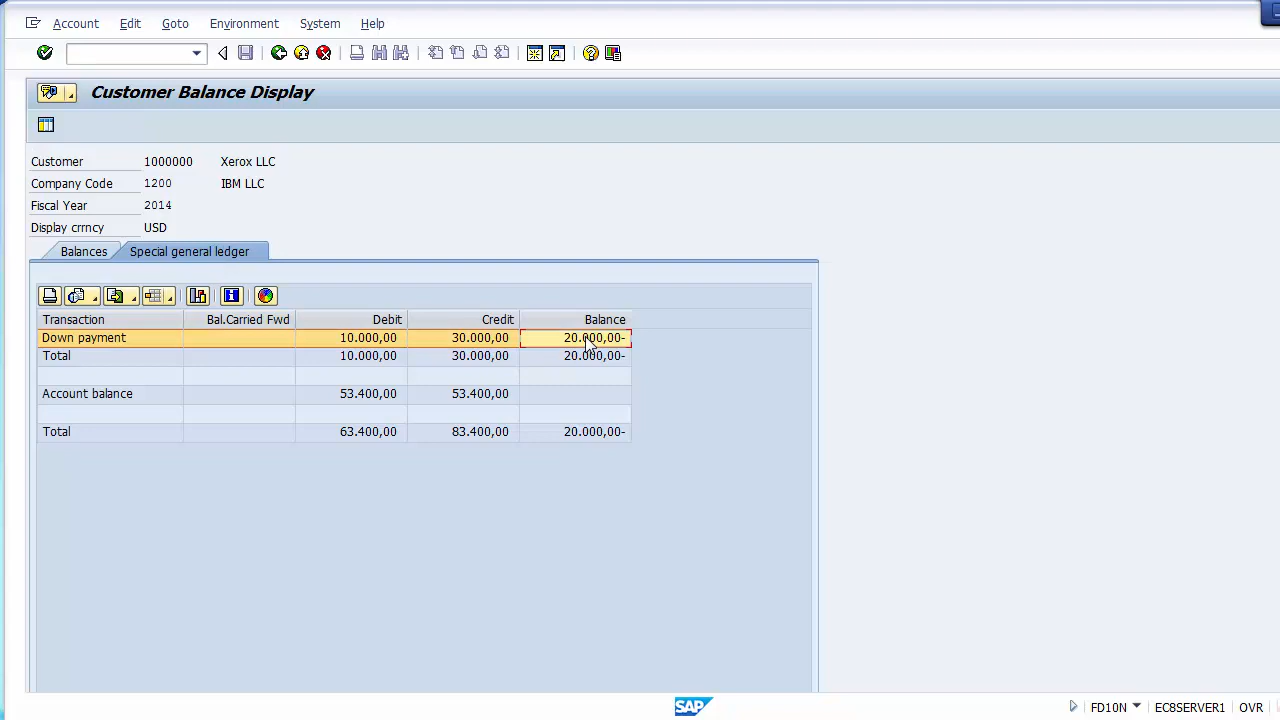 Account Edit Goto Environment System Help
Customer Balance Display
Customer 1000000 Xerox LLC
Company Code 1200 IBM LLC
Fiscal Year 2014
Display crrncy USD
Balances Special general ledger
Transaction Bal.Carried Fwd Debit Credit Balance
Down payment 10.000,00 30.000,00 20.000,00-
Total 10.000,00 30.000,00 20.000,00-
Account balance 53.400,00 53.400,00
Total 63.400,00 83.400,00 20.000,00-
SAP FD10N EC8SERVER1 OVR